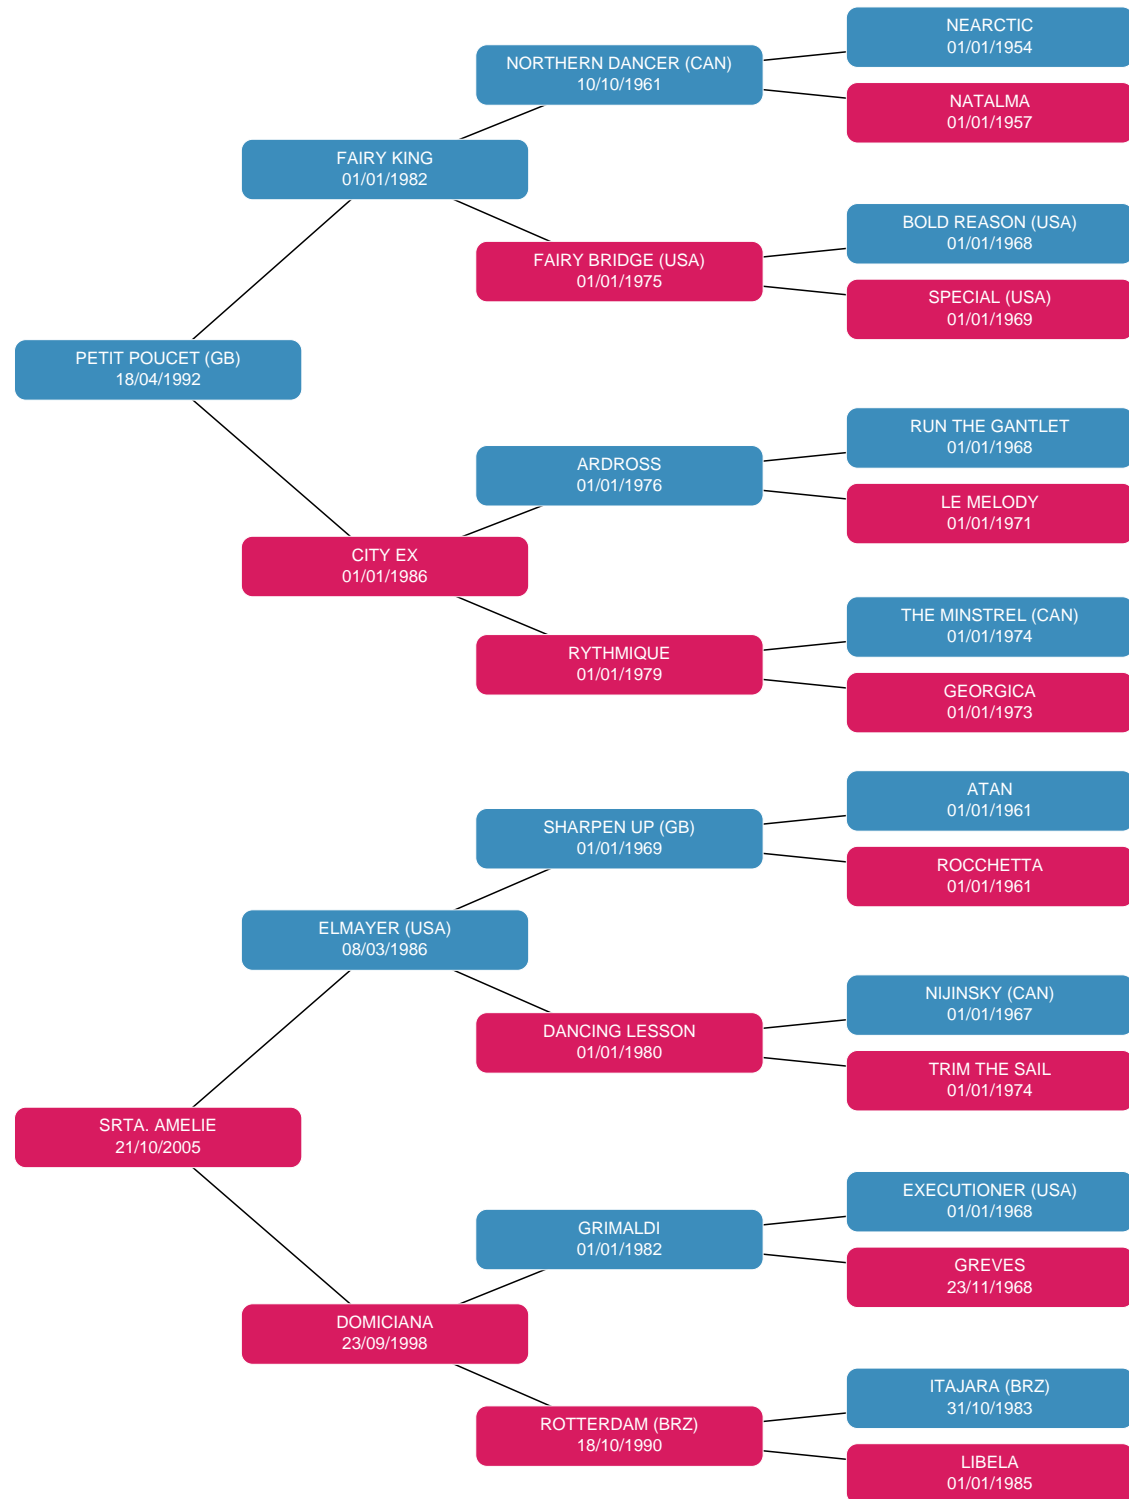 NEARCTIC
01/01/1954
NORTHERN DANCER (CAN)
10/10/1961
NATALMA
01/01/1957
FAIRY KING
01/01/1982
BOLD REASON (USA)
01/01/1968
FAIRY BRIDGE (USA)
01/01/1975
SPECIAL (USA)
01/01/1969
PETIT POUCET (GB)
18/04/1992
RUN THE GANTLET
01/01/1968
ARDROSS
01/01/1976
LE MELODY
01/01/1971
CITY EX
01/01/1986
THE MINSTREL (CAN)
01/01/1974
RYTHMIQUE
01/01/1979
GEORGICA
01/01/1973
ATAN
01/01/1961
SHARPEN UP (GB)
01/01/1969
ROCCHETTA
01/01/1961
ELMAYER (USA)
08/03/1986
NIJINSKY (CAN)
01/01/1967
DANCING LESSON
01/01/1980
TRIM THE SAIL
01/01/1974
SRTA. AMELIE
21/10/2005
EXECUTIONER (USA)
01/01/1968
GRIMALDI
01/01/1982
GREVES
23/11/1968
DOMICIANA
23/09/1998
ITAJARA (BRZ)
31/10/1983
ROTTERDAM (BRZ)
18/10/1990
LIBELA
01/01/1985